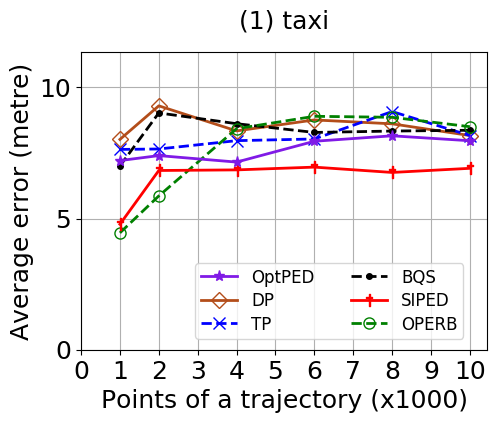 (1) taxi
Average error (metre)
10
5
0
OptPED
DP
TP
BQS
SIPED
OPERB
0 1 2 3 4 5 6 7 8 9 10
Points of a trajectory (x1000)